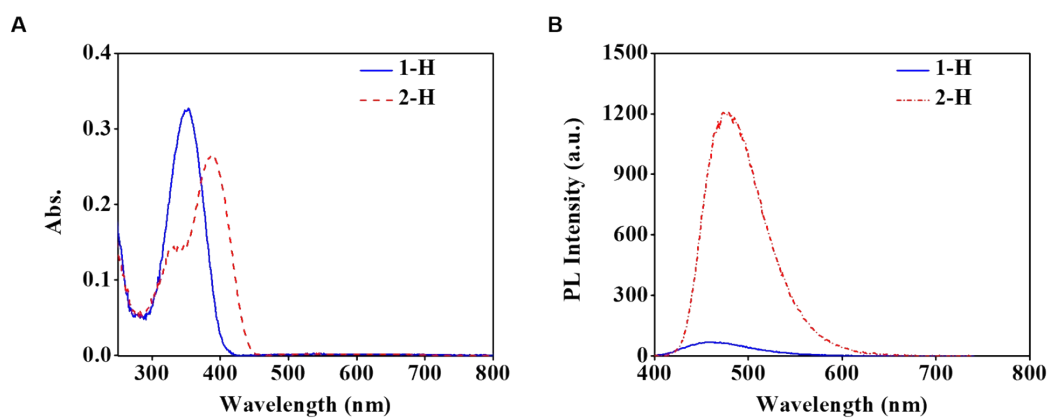 A
0.4
0.3
0.2
0.1
0.0
Abs.
300 400 500 600 700 800
Wavelength (nm)
1-H
2-H
B
1500
1200
900
600
300
0
PL Intensity (a.u.)
400 500 600 700 800
Wavelength (nm)
1-H
2-H